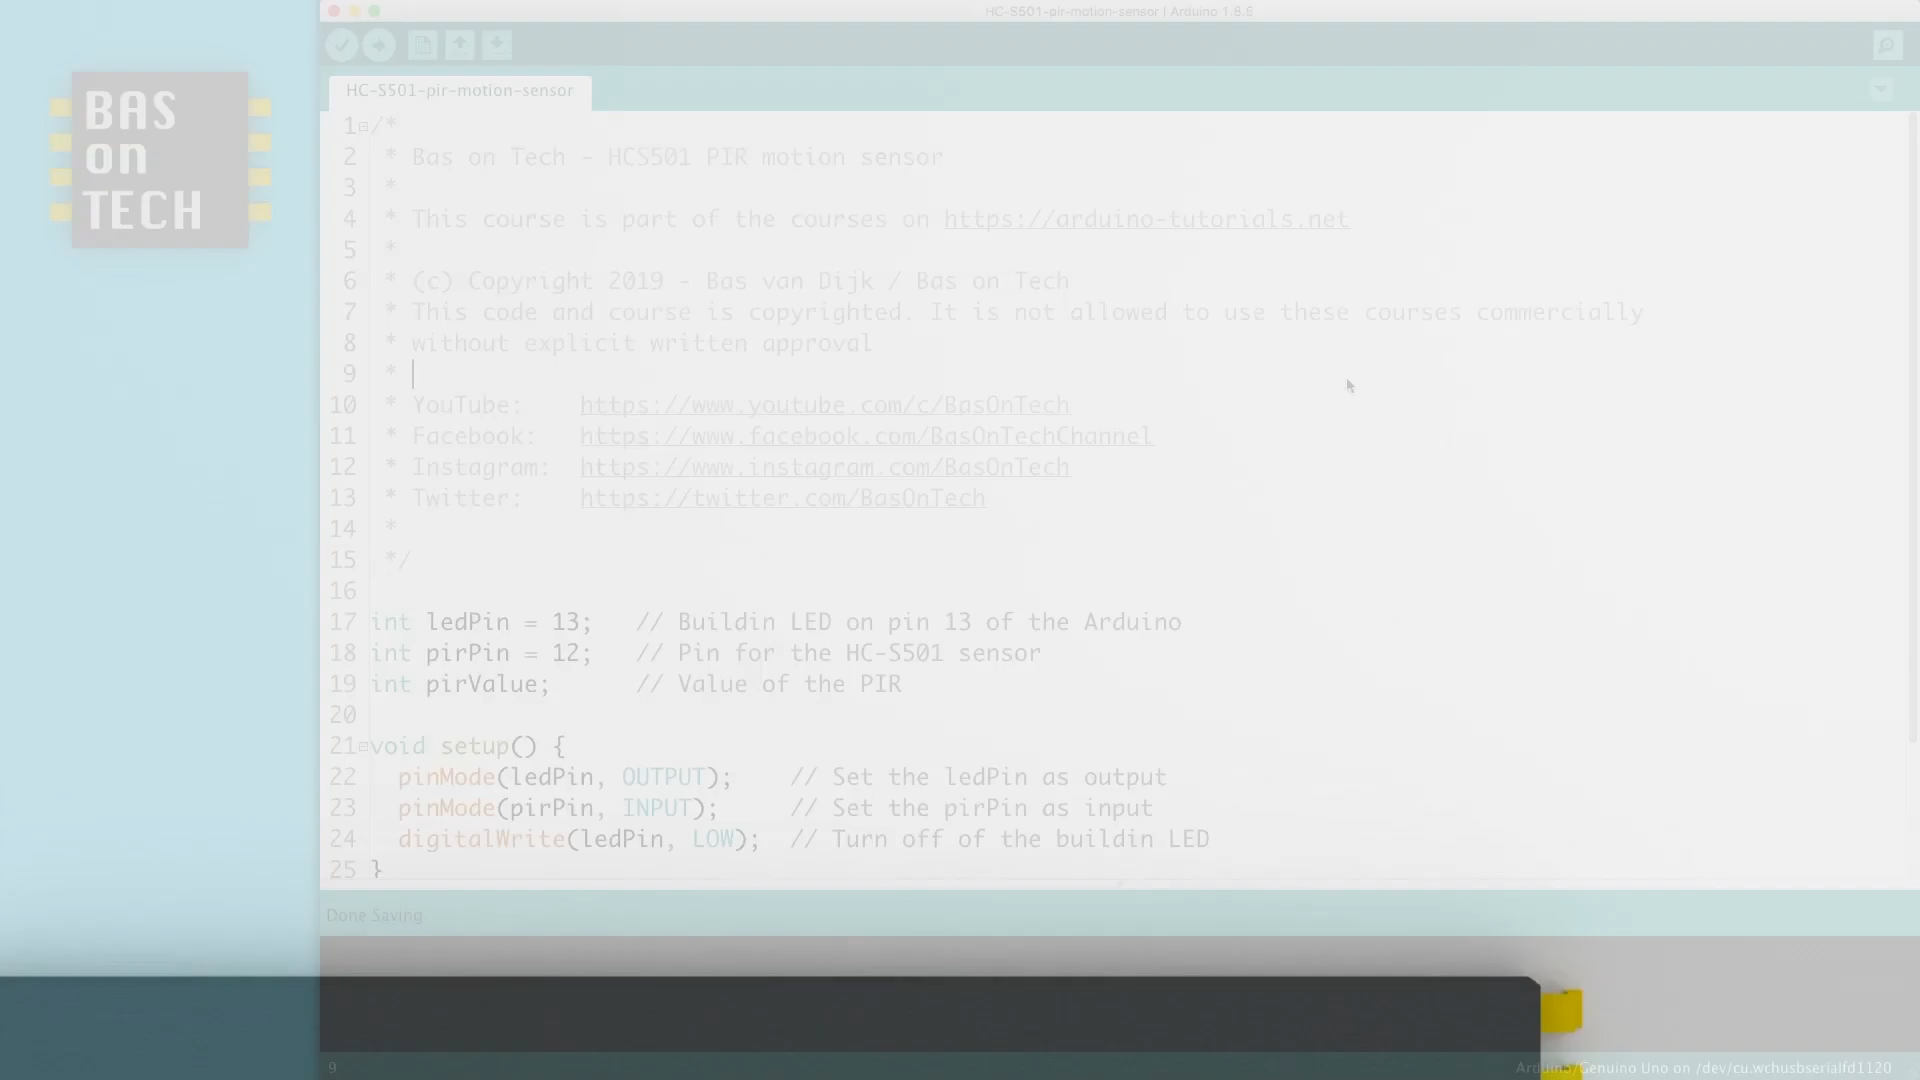 HC-S501-pir-motion-sensor | Arduino 1.8.5
BAS
on
TECH
HC-S501-pir-motion-sensor
1 /*
2 * Bas on Tech - HCS501 PIR motion sensor
3 *
4 * This course is part of the courses on https://arduino-tutorials.net
5 *
6 * (c) Copyright 2019 - Bas van Dijk / Bas on Tech
7 * This code and course is copyrighted. It is not allowed to use these courses commercially
8 * without explicit written approval
9 *
10 * YouTube: https://www.youtube.com/c/BasOnTech
11 * Facebook: https://www.facebook.com/BasOnTechChannel
12 * Instagram: https://www.instagram.com/BasOnTech
13 * Twitter: https://twitter.com/BasOnTech
14 *
15 */
16
17 int ledPin = 13; // Buildin LED on pin 13 of the Arduino
18 int pirPin = 12; // Pin for the HC-S501 sensor
19 int pirValue; // Value of the PIR
20
21 void setup() {
22 pinMode(ledPin, OUTPUT); // Set the ledPin as output
23 pinMode(pirPin, INPUT); // Set the pirPin as input
24 digitalWrite(ledPin, LOW); // Turn off of the buildin LED
25 }
Done Saving
9
Arduino/Genuino Uno on /dev/cu.wchusbserialfd1120